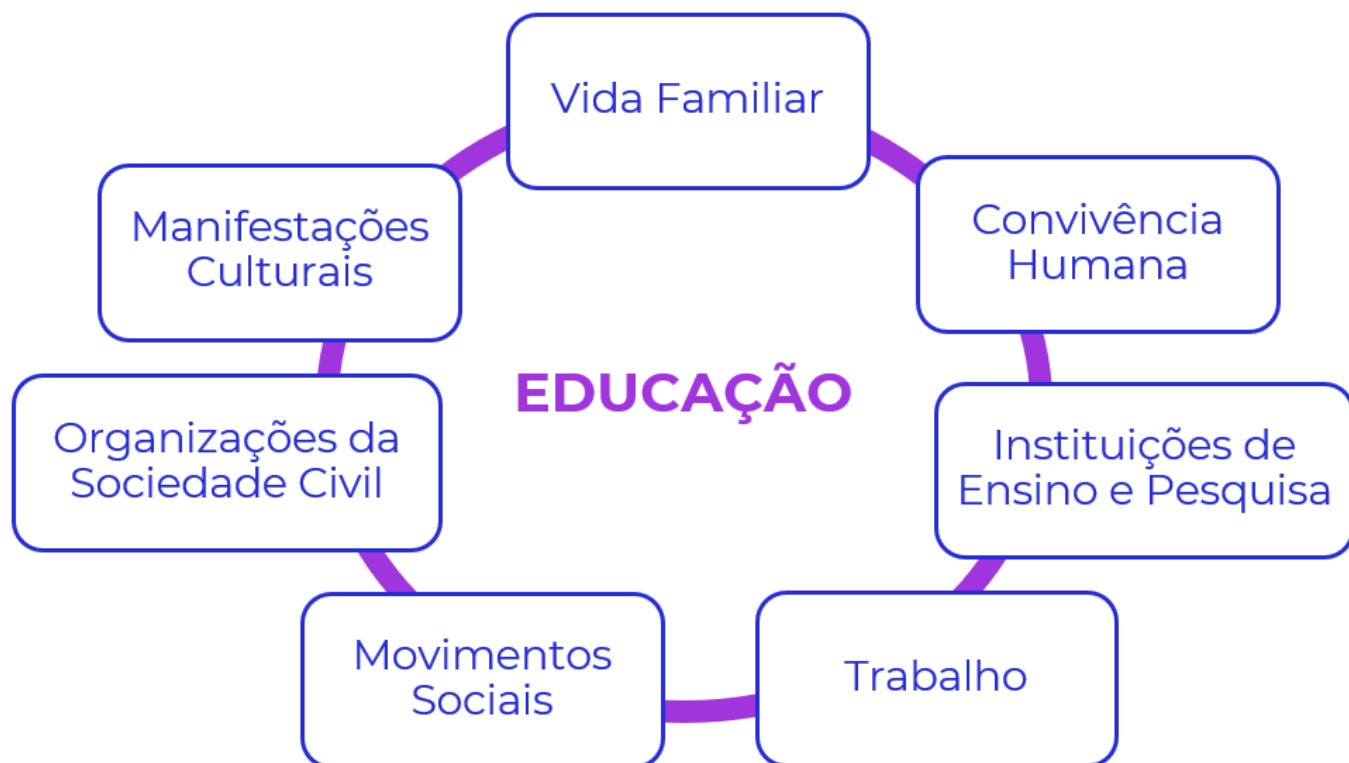 Vida Familiar
Convivência
Humana
Instituições de
Ensino e Pesquisa
Trabalho
Movimentos
Sociais
Organizações da
Sociedade Civil
Manifestações
Culturais
EDUCAÇÃO